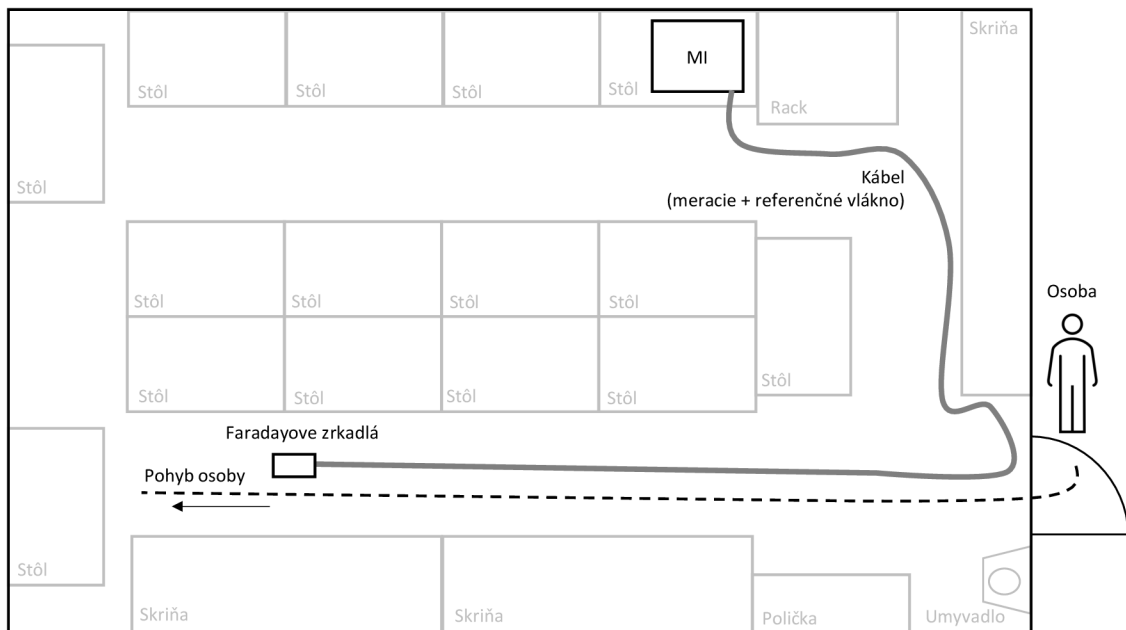 Skriňa
MI
Stôl
Stôl
Stôl
Stôl
Rack
Kábel
(meracie + referenčné vlákno)
Stôl
Osoba
Stôl
Stôl
Stôl
Stôl
Stôl
Stôl
Stôl
Stôl
Stôl
Faradayove zrkadlá
Pohyb osoby
Stôl
Skriňa
Skriňa
Polička
Umyvadlo